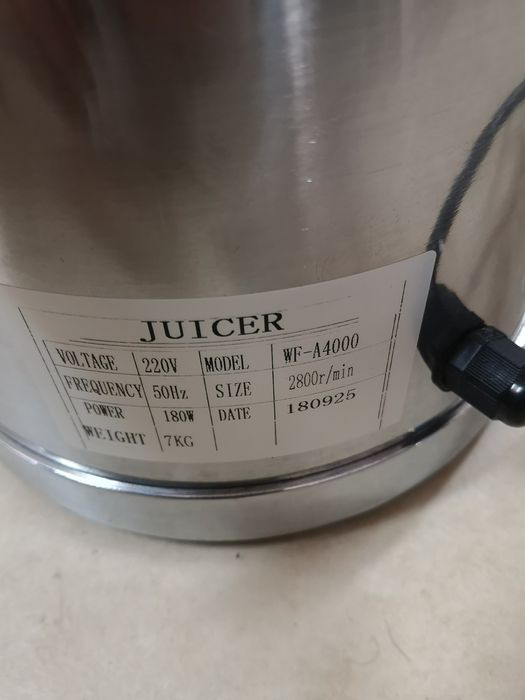 JUICER
VOLTAGE 220V MODEL WF-A4000
FREQUENCY 50Hz SIZE 2800r/min
POWER 180W DATE 180925
WEIGHT 7KG